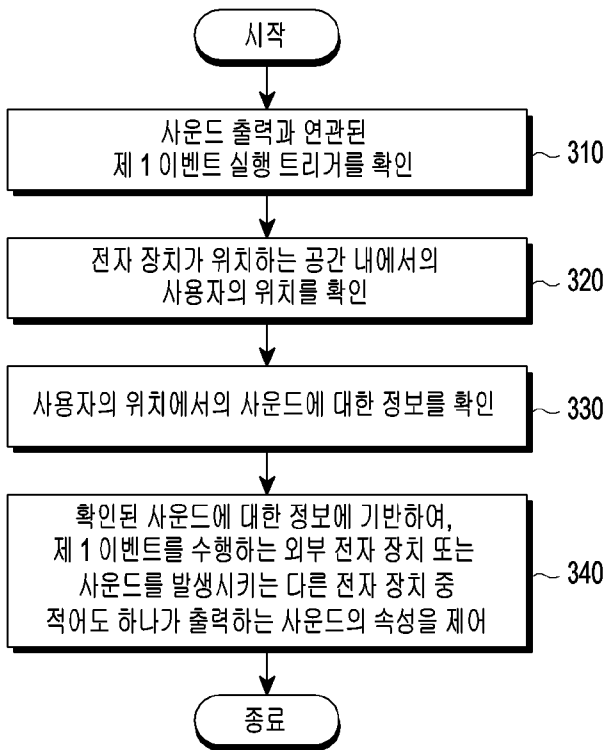 시작
사운드 출력과 연관된
제 1 이벤트 실행 트리거를 확인
310
전자 장치가 위치하는 공간 내에서의
사용자의 위치를 확인
320
사용자의 위치에서의 사운드에 대한 정보를 확인
330
확인된 사운드에 대한 정보에 기반하여,
제 1 이벤트를 수행하는 외부 전자 장치 또는
사운드를 발생시키는 다른 전자 장치 중
적어도 하나가 출력하는 사운드의 속성을 제어
340
종료